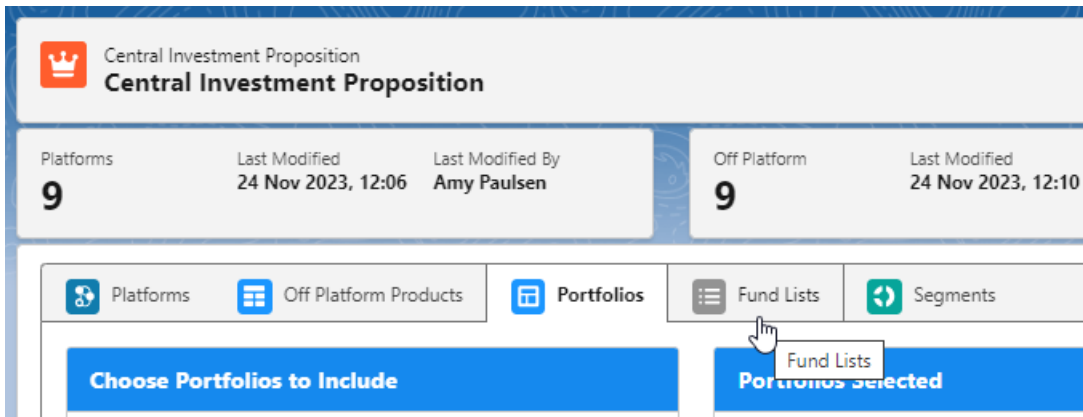 Central Investment Proposition
Central Investment Proposition
Platforms
9
Last Modified
24 Nov 2023, 12:06
Last Modified By
Amy Paulsen
Off Platform
9
Last Modified
24 Nov 2023, 12:10
Platforms
Off Platform Products
Portfolios
Fund Lists
Segments
Fund Lists
Choose Portfolios to Include
Portfolios Selected